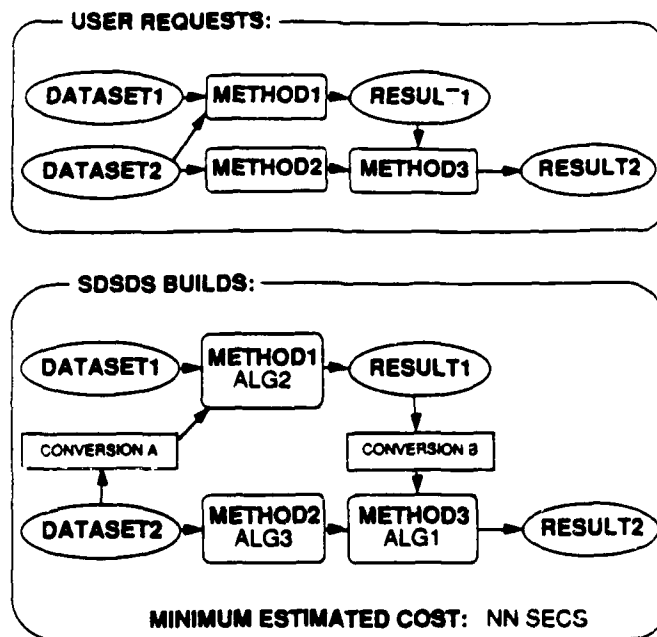 USER REQUESTS:
DATASET1 METHOD1 RESULT1
DATASET2 METHOD2 METHOD3 RESULT2
SDSDS BUILDS:
DATASET1 METHOD1 RESULT1
ALG2
CONVERSION A CONVERSION B
DATASET2 METHOD2 METHOD3 RESULT2
ALG3 ALG1
MINIMUM ESTIMATED COST: NN SECS